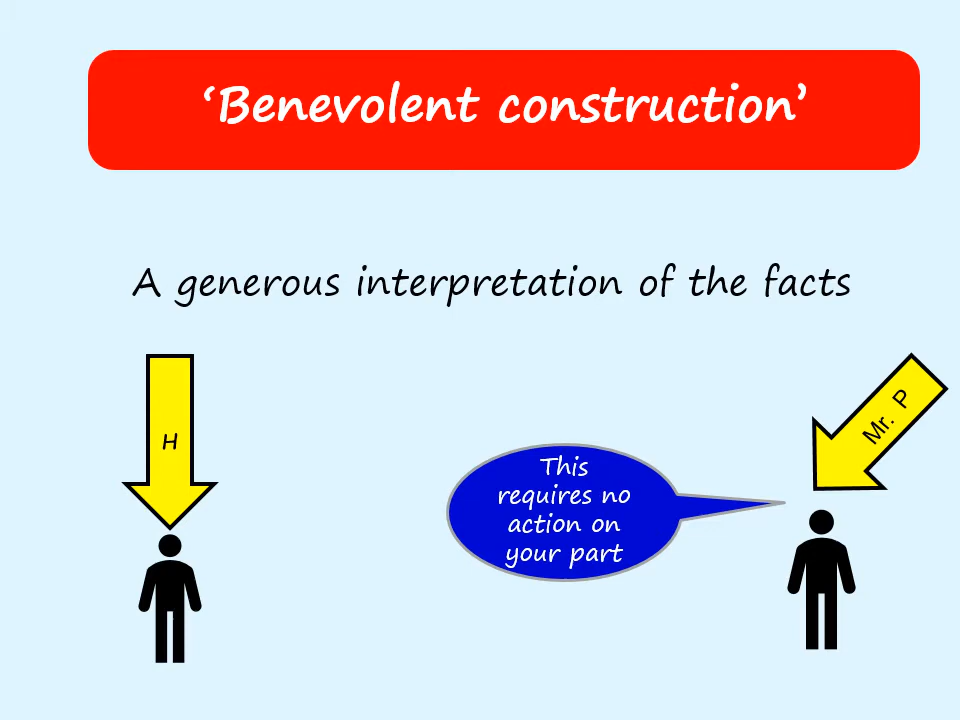 ‘Benevolent construction’
A generous interpretation of the facts
H
Mr. P
This
requires no
action on
your part